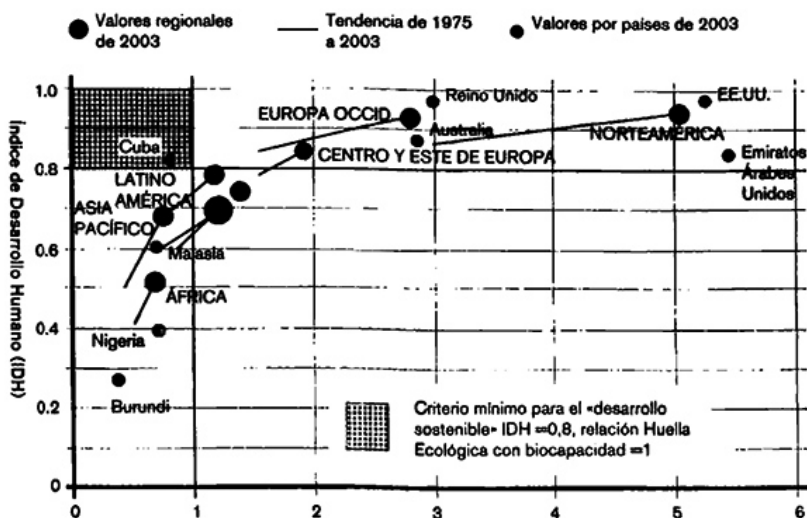 Valores regionales
de 2003
Tendencia de 1975
a 2003
Valores por países de 2003
Índice de Desarrollo Humano (IDH)
1.0
0.8
0.6
0.4
0.2
0
Reino Unido
EE.UU.
EUROPA OCCID
Australia
NORTEAMÉRICA
Cuba
CENTRO Y ESTE DE EUROPA
Emiratos
Árabes
Unidos
LATINO
AMÉRICA
ASIA
PACÍFICO
Malasia
ÁFRICA
Nigeria
Burundi
Criterio mínimo para el «desarrollo
sostenible» IDH =0,8, relación Huella
Ecológica con biocapacidad =1
0 1 2 3 4 5 6